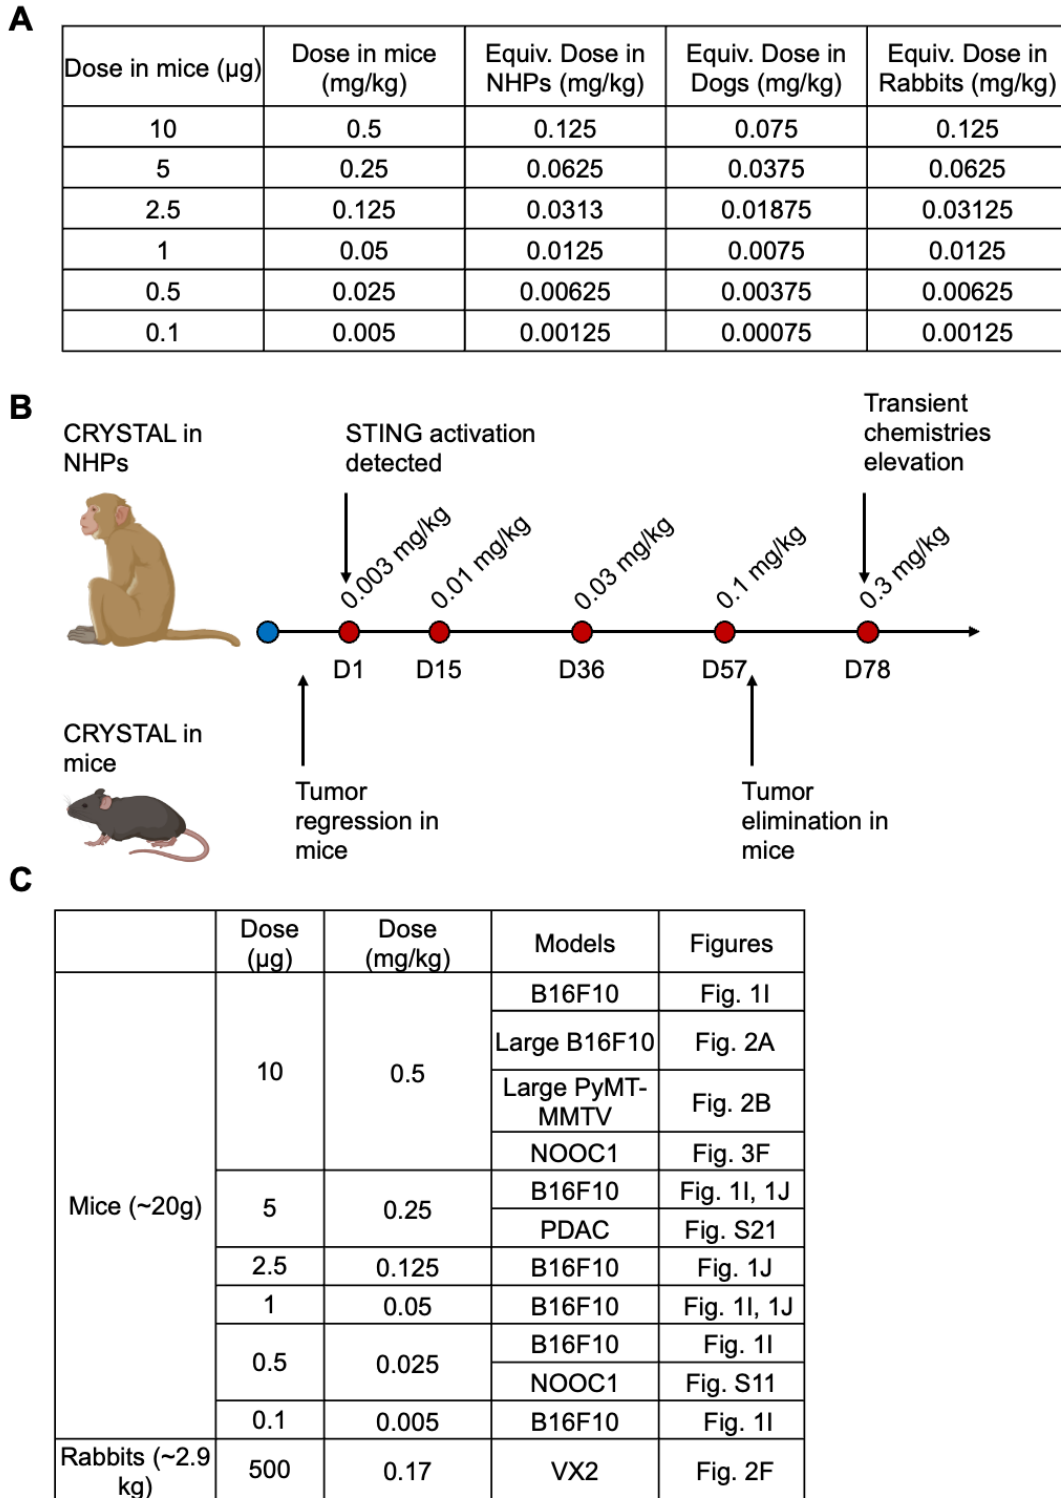 A
Dose in mice (µg) Dose in mice (mg/kg) Equiv. Dose in NHPs (mg/kg) Equiv. Dose in Dogs (mg/kg) Equiv. Dose in Rabbits (mg/kg)
10 0.5 0.125 0.075 0.125
5 0.25 0.0625 0.0375 0.0625
2.5 0.125 0.0313 0.01875 0.03125
1 0.05 0.0125 0.0075 0.0125
0.5 0.025 0.00625 0.00375 0.00625
0.1 0.005 0.00125 0.00075 0.00125
B
CRYSTAL in
NHPs
STING activation
detected
Transient
chemistries
elevation
0.003 mg/kg
0.01 mg/kg
0.03 mg/kg
0.1 mg/kg
0.3 mg/kg
D1 D15 D36 D57 D78
CRYSTAL in
mice
Tumor
regression in
mice
Tumor
elimination in
mice
C
Dose (µg) Dose (mg/kg) Models Figures
Mice (~20g)
10 0.5
B16F10 Fig. 1I
Large B16F10 Fig. 2A
Large PyMT-
MMTV Fig. 2B
NOOC1 Fig. 3F
5 0.25
B16F10 Fig. 1I, 1J
PDAC Fig. S21
2.5 0.125 B16F10 Fig. 1J
1 0.05 B16F10 Fig. 1I, 1J
0.5 0.025
B16F10 Fig. 1I
NOOC1 Fig. S11
0.1 0.005 B16F10 Fig. 1I
Rabbits (~2.9
kg) 500 0.17 VX2 Fig. 2F